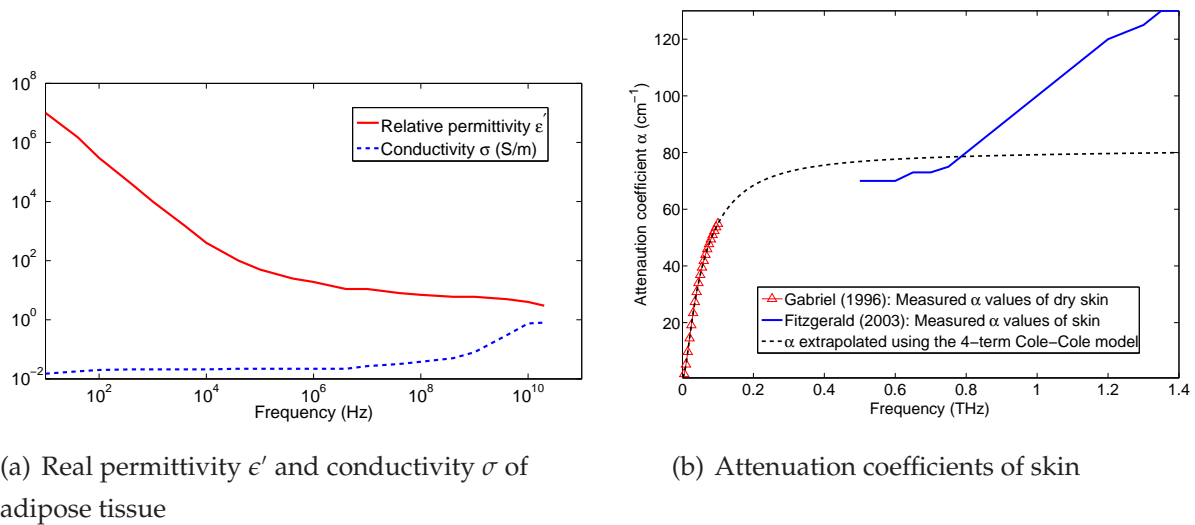 10^8
10^6
10^4
10^2
10^0
10^−2
10^2
10^4
10^6
10^8
10^10
Frequency (Hz)
Relative permittivity ε′
Conductivity σ (S/m)
(a) Real permittivity ϵ′ and conductivity σ of
adipose tissue
Attenaution coefficient α (cm⁻¹)
120
100
80
60
40
20
0
0.2
0.4
0.6
0.8
1
1.2
1.4
Frequency (THz)
Gabriel (1996): Measured α values of dry skin
Fitzgerald (2003): Measured α values of skin
α extrapolated using the 4−term Cole−Cole model
(b) Attenuation coefficients of skin